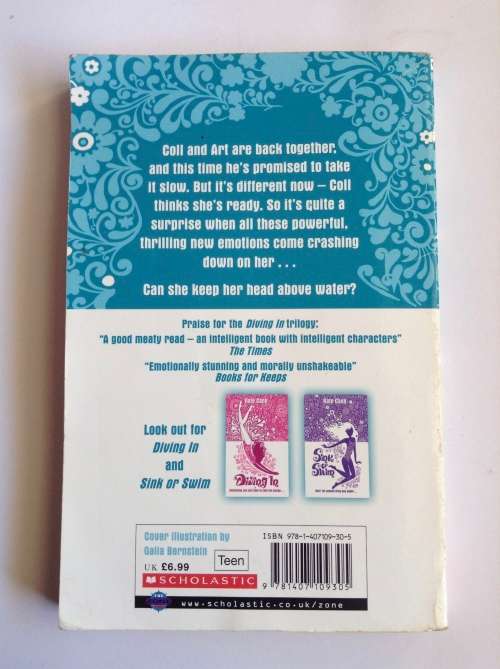 Coll and Art are back together,
and this time he's promised to take
it slow. But it's different now – Coll
thinks she's ready. So it's quite a
surprise when all these powerful,
thrilling new emotions come crashing
down on her . . .
Can she keep her head above water?
Praise for the Diving In trilogy:
"A good meaty read – an intelligent book with intelligent characters"
The Times
"Emotionally stunning and morally unshakeable"
Books for Keeps
Look out for
Diving In
and
Sink or Swim
Kate Cann
Diving In
Kate Cann
Sink or Swim
Cover illustration by
Galia Bernstein
UK £6.99
Teen
SCHOLASTIC
ISBN 978-1-407109-30-5
9 781407 109305
www.scholastic.co.uk/zone